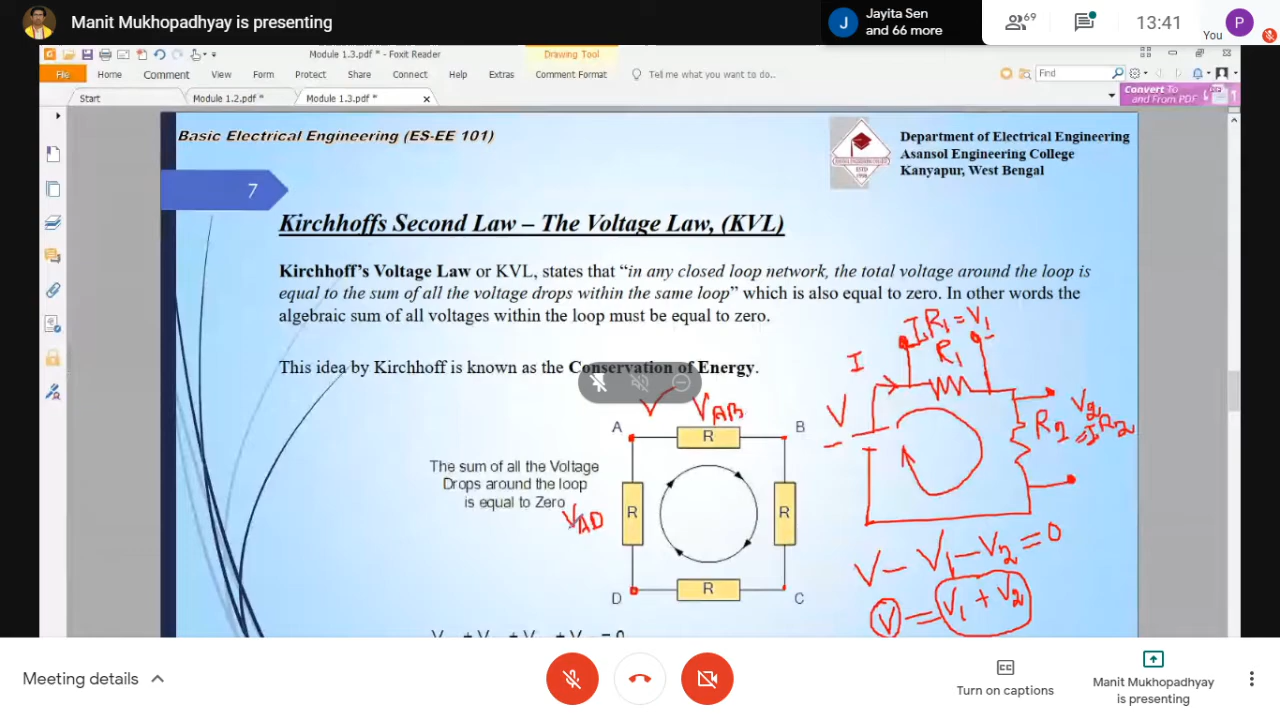 Manit Mukhopadhyay is presenting
J
Jayita Sen
and 66 more
69
13:41
You
P
Module 1.3.pdf * - Foxit Reader
Drawing Tool
File
Home
Comment
View
Form
Protect
Share
Connect
Help
Extras
Comment Format
Tell me what you want to do...
Find
Start
Module 1.2.pdf *
Module 1.3.pdf *
Convert To
and From PDF
Basic Electrical Engineering (ES-EE 101)
Department of Electrical Engineering
Asansol Engineering College
Kanyapur, West Bengal
7
Kirchhoffs Second Law – The Voltage Law, (KVL)
Kirchhoff's Voltage Law or KVL, states that “in any closed loop network, the total voltage around the loop is
equal to the sum of all the voltage drops within the same loop” which is also equal to zero. In other words the
algebraic sum of all voltages within the loop must be equal to zero.
This idea by Kirchhoff is known as the Conservation of Energy.
I R1 = V1
I
R1
V
R2
V2
= I R2
VAB
A
B
R
The sum of all the Voltage
Drops around the loop
is equal to Zero
VAD
R
R
R
D
C
V - V1 - V2 = 0
V = V1 + V2
Meeting details
Turn on captions
Manit Mukhopadhyay
is presenting